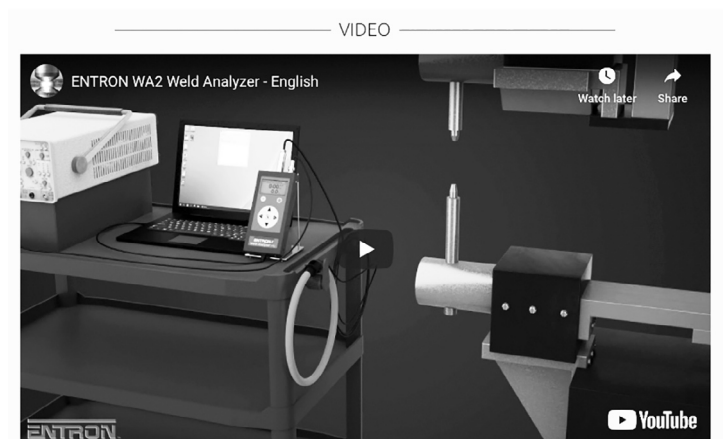 VIDEO
ENTRON WA2 Weld Analyzer - English
Watch later
Share
ENTRON
YouTube